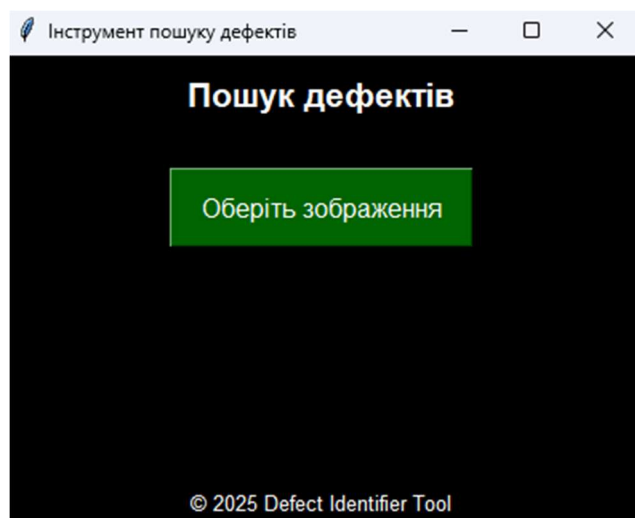 Інструмент пошуку дефектів
Пошук дефектів
Оберіть зображення
© 2025 Defect Identifier Tool